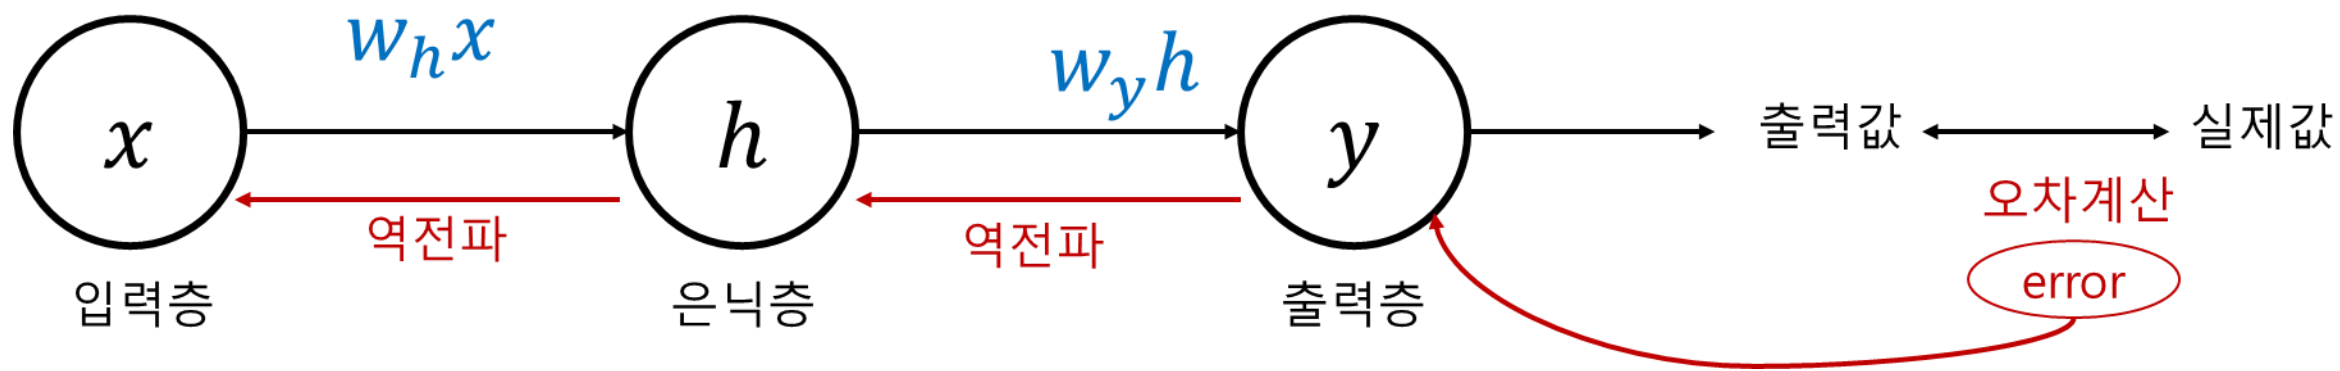 w_h x
w_y h
x
h
y
출력값
실제값
오차계산
error
역전파
역전파
입력층
은닉층
출력층